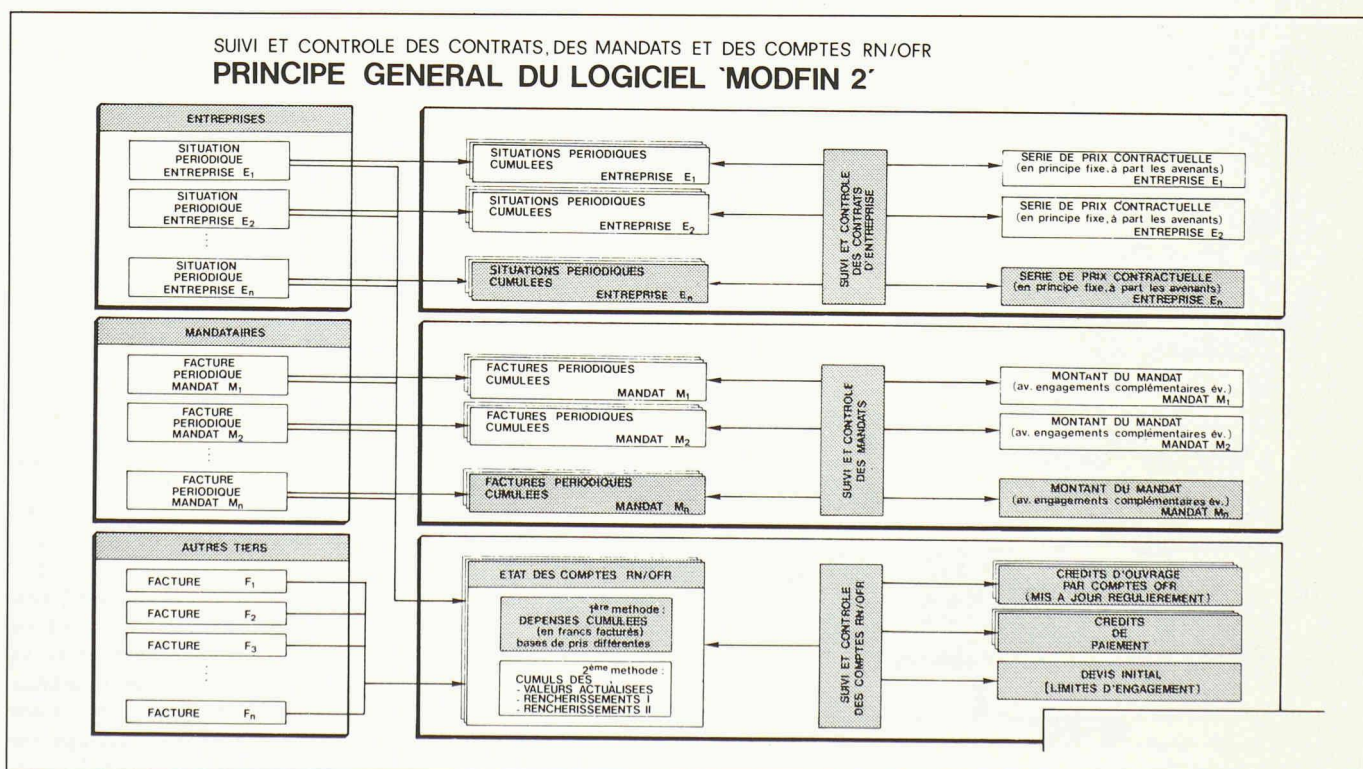 SUIVI ET CONTROLE DES CONTRATS, DES MANDATS ET DES COMPTES RN/OFR
PRINCIPE GENERAL DU LOGICIEL `MODFIN 2´
ENTREPRISES
SITUATION
PERIODIQUE
ENTREPRISE E1
SITUATION
PERIODIQUE
ENTREPRISE E2
SITUATION
PERIODIQUE
ENTREPRISE En
SITUATIONS PERIODIQUES
CUMULEES
ENTREPRISE E1
SITUATIONS PERIODIQUES
CUMULEES
ENTREPRISE E2
SITUATIONS PERIODIQUES
CUMULEES
ENTREPRISE En
SUIVI ET CONTROLE
DES CONTRATS
D'ENTREPRISE
SERIE DE PRIX CONTRACTUELLE
(en principe fixe, à part les avenants)
ENTREPRISE E1
SERIE DE PRIX CONTRACTUELLE
(en principe fixe, à part les avenants)
ENTREPRISE E2
SERIE DE PRIX CONTRACTUELLE
(en principe fixe, à part les avenants)
ENTREPRISE En
MANDATAIRES
FACTURE
PERIODIQUE
MANDAT M1
FACTURE
PERIODIQUE
MANDAT M2
FACTURE
PERIODIQUE
MANDAT Mn
FACTURES PERIODIQUES
CUMULEES
MANDAT M1
FACTURES PERIODIQUES
CUMULEES
MANDAT M2
FACTURES PERIODIQUES
CUMULEES
MANDAT Mn
SUIVI ET CONTROLE
DES MANDATS
MONTANT DU MANDAT
(av. engagements complémentaires év.)
MANDAT M1
MONTANT DU MANDAT
(av. engagements complémentaires év.)
MANDAT M2
MONTANT DU MANDAT
(av. engagements complémentaires év.)
MANDAT Mn
AUTRES TIERS
FACTURE F1
FACTURE F2
FACTURE F3
FACTURE Fn
ETAT DES COMPTES RN/OFR
1ère methode :
DEPENSES CUMULEES
(en francs facturés)
bases de pris différentes
2ème methode :
CUMULS DES
- VALEURS ACTUALISEES
- RENCHERISSEMENTS I
- RENCHERISSEMENTS II
SUIVI ET CONTROLE
DES COMPTES RN/OFR
CREDITS D'OUVRAGE
PAR COMPTES OFR
(MIS A JOUR REGULIEREMENT)
CREDITS
DE
PAIEMENT
DEVIS INITIAL
[LIMITES D'ENGAGEMENT)